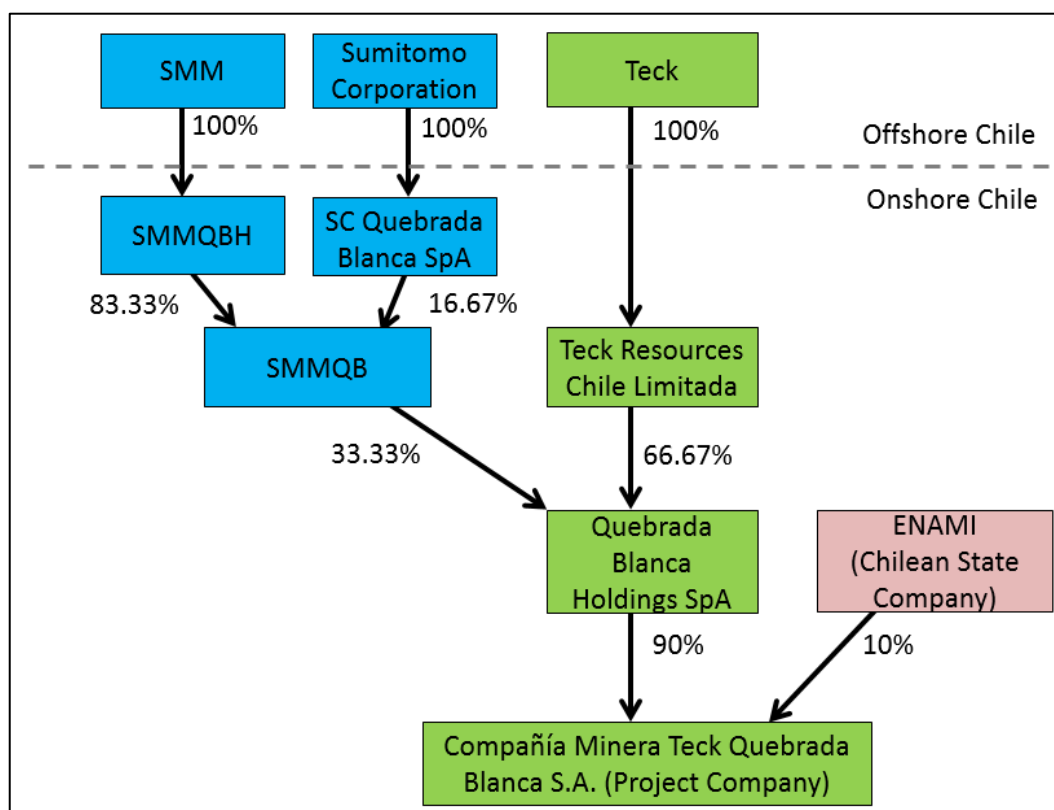 SMM
Sumitomo
Corporation
Teck
100%
100%
100%
Offshore Chile
Onshore Chile
SMMQBH
SC Quebrada
Blanca SpA
83.33%
16.67%
SMMQB
Teck Resources
Chile Limitada
33.33%
66.67%
Quebrada
Blanca
Holdings SpA
ENAMI
(Chilean State
Company)
90%
10%
Compañía Minera Teck Quebrada
Blanca S.A. (Project Company)